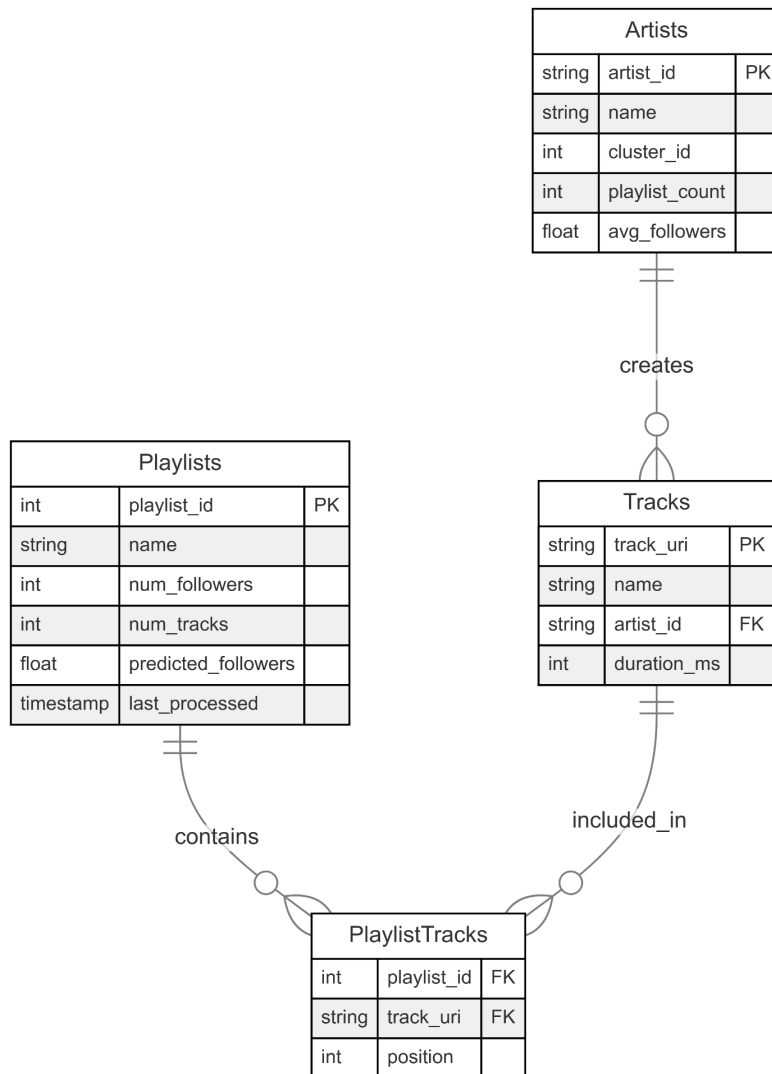 Artists
string artist_id PK
string name
int cluster_id
int playlist_count
float avg_followers
creates
Playlists
int playlist_id PK
string name
int num_followers
int num_tracks
float predicted_followers
timestamp last_processed
Tracks
string track_uri PK
string name
string artist_id FK
int duration_ms
contains
included_in
PlaylistTracks
int playlist_id FK
string track_uri FK
int position